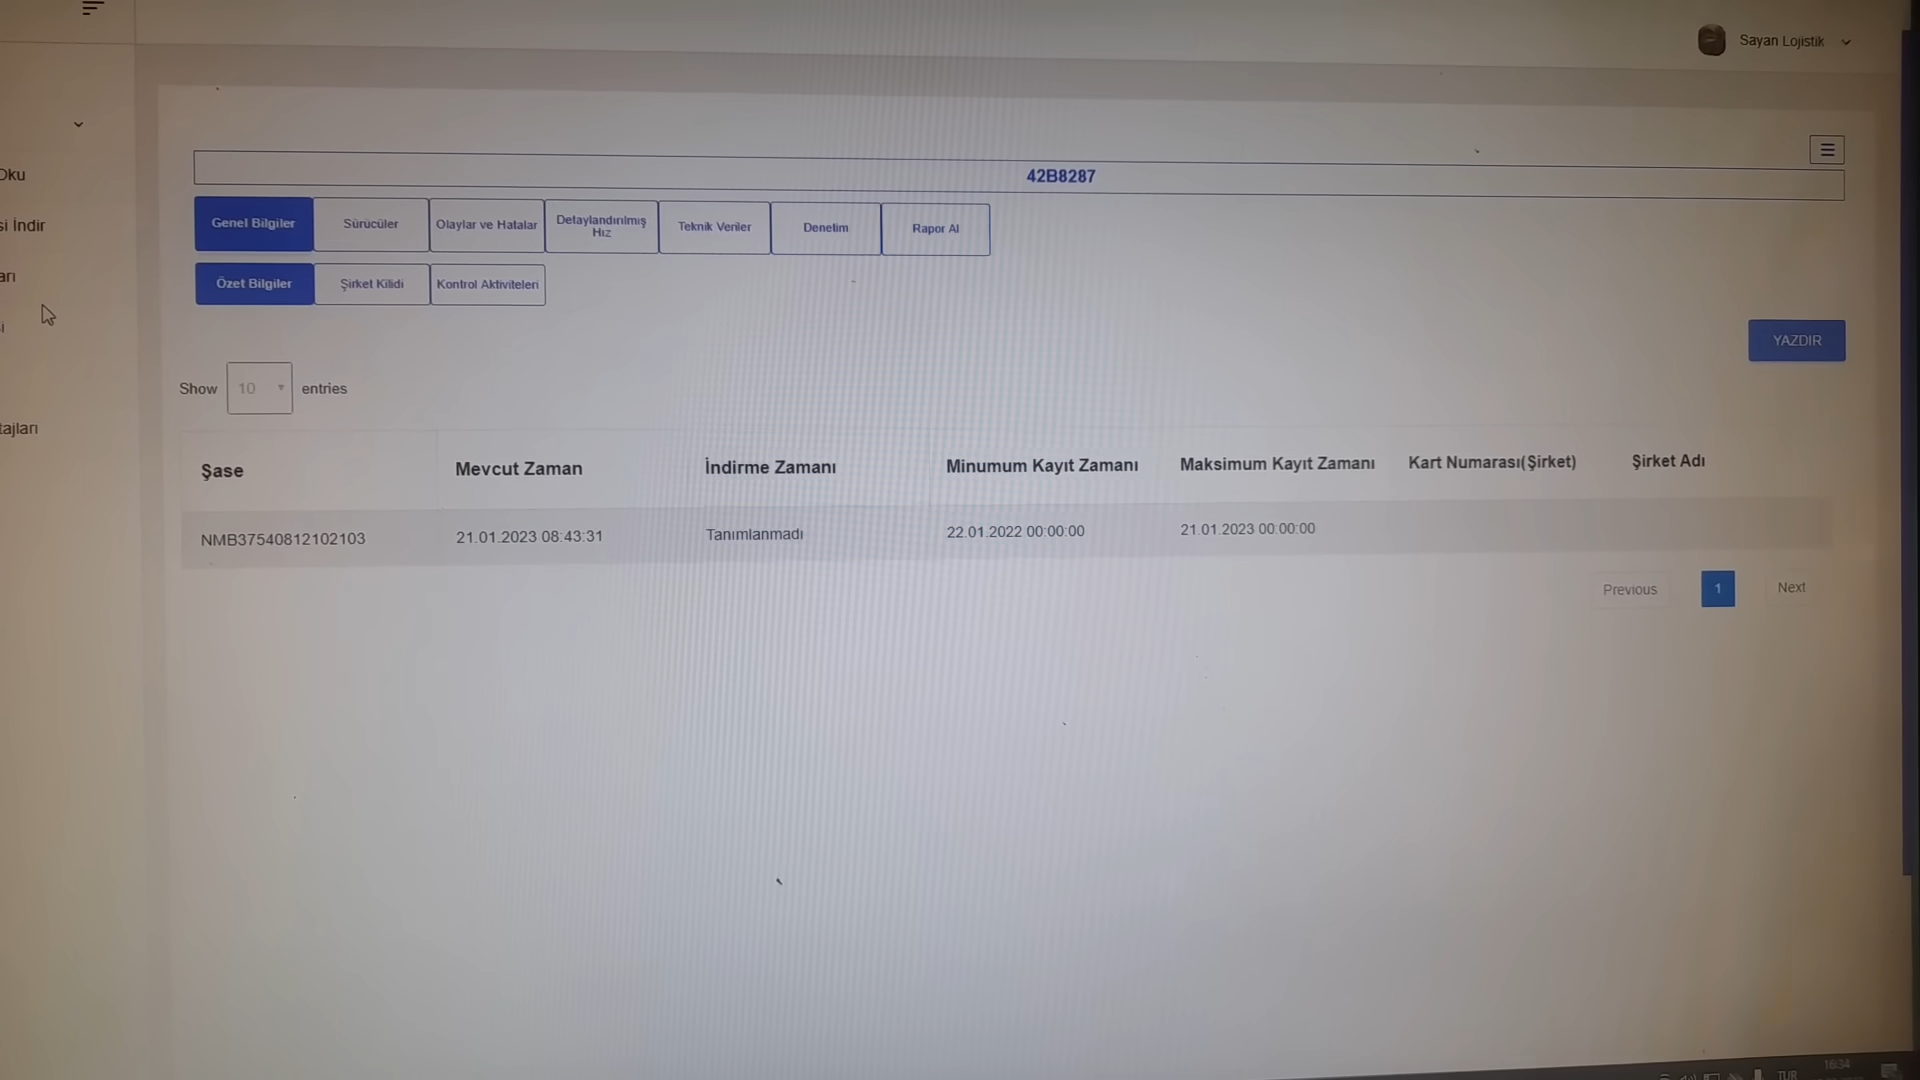 Sayan Lojistik
42B8287
Genel Bilgiler
Sürücüler
Olaylar ve Hatalar
Detaylandırılmış
Hız
Teknik Veriler
Denetim
Rapor Al
Özet Bilgiler
Şirket Kilidi
Kontrol Aktiviteleri
Oku
si İndir
arı
i
tajları
YAZDIR
Show 10 entries
Şase Mevcut Zaman İndirme Zamanı Minumum Kayıt Zamanı Maksimum Kayıt Zamanı Kart Numarası(Şirket) Şirket Adı
NMB37540812102103 21.01.2023 08:43:31 Tanımlanmadı 22.01.2022 00:00:00 21.01.2023 00:00:00
Previous 1 Next
TUR
16:34